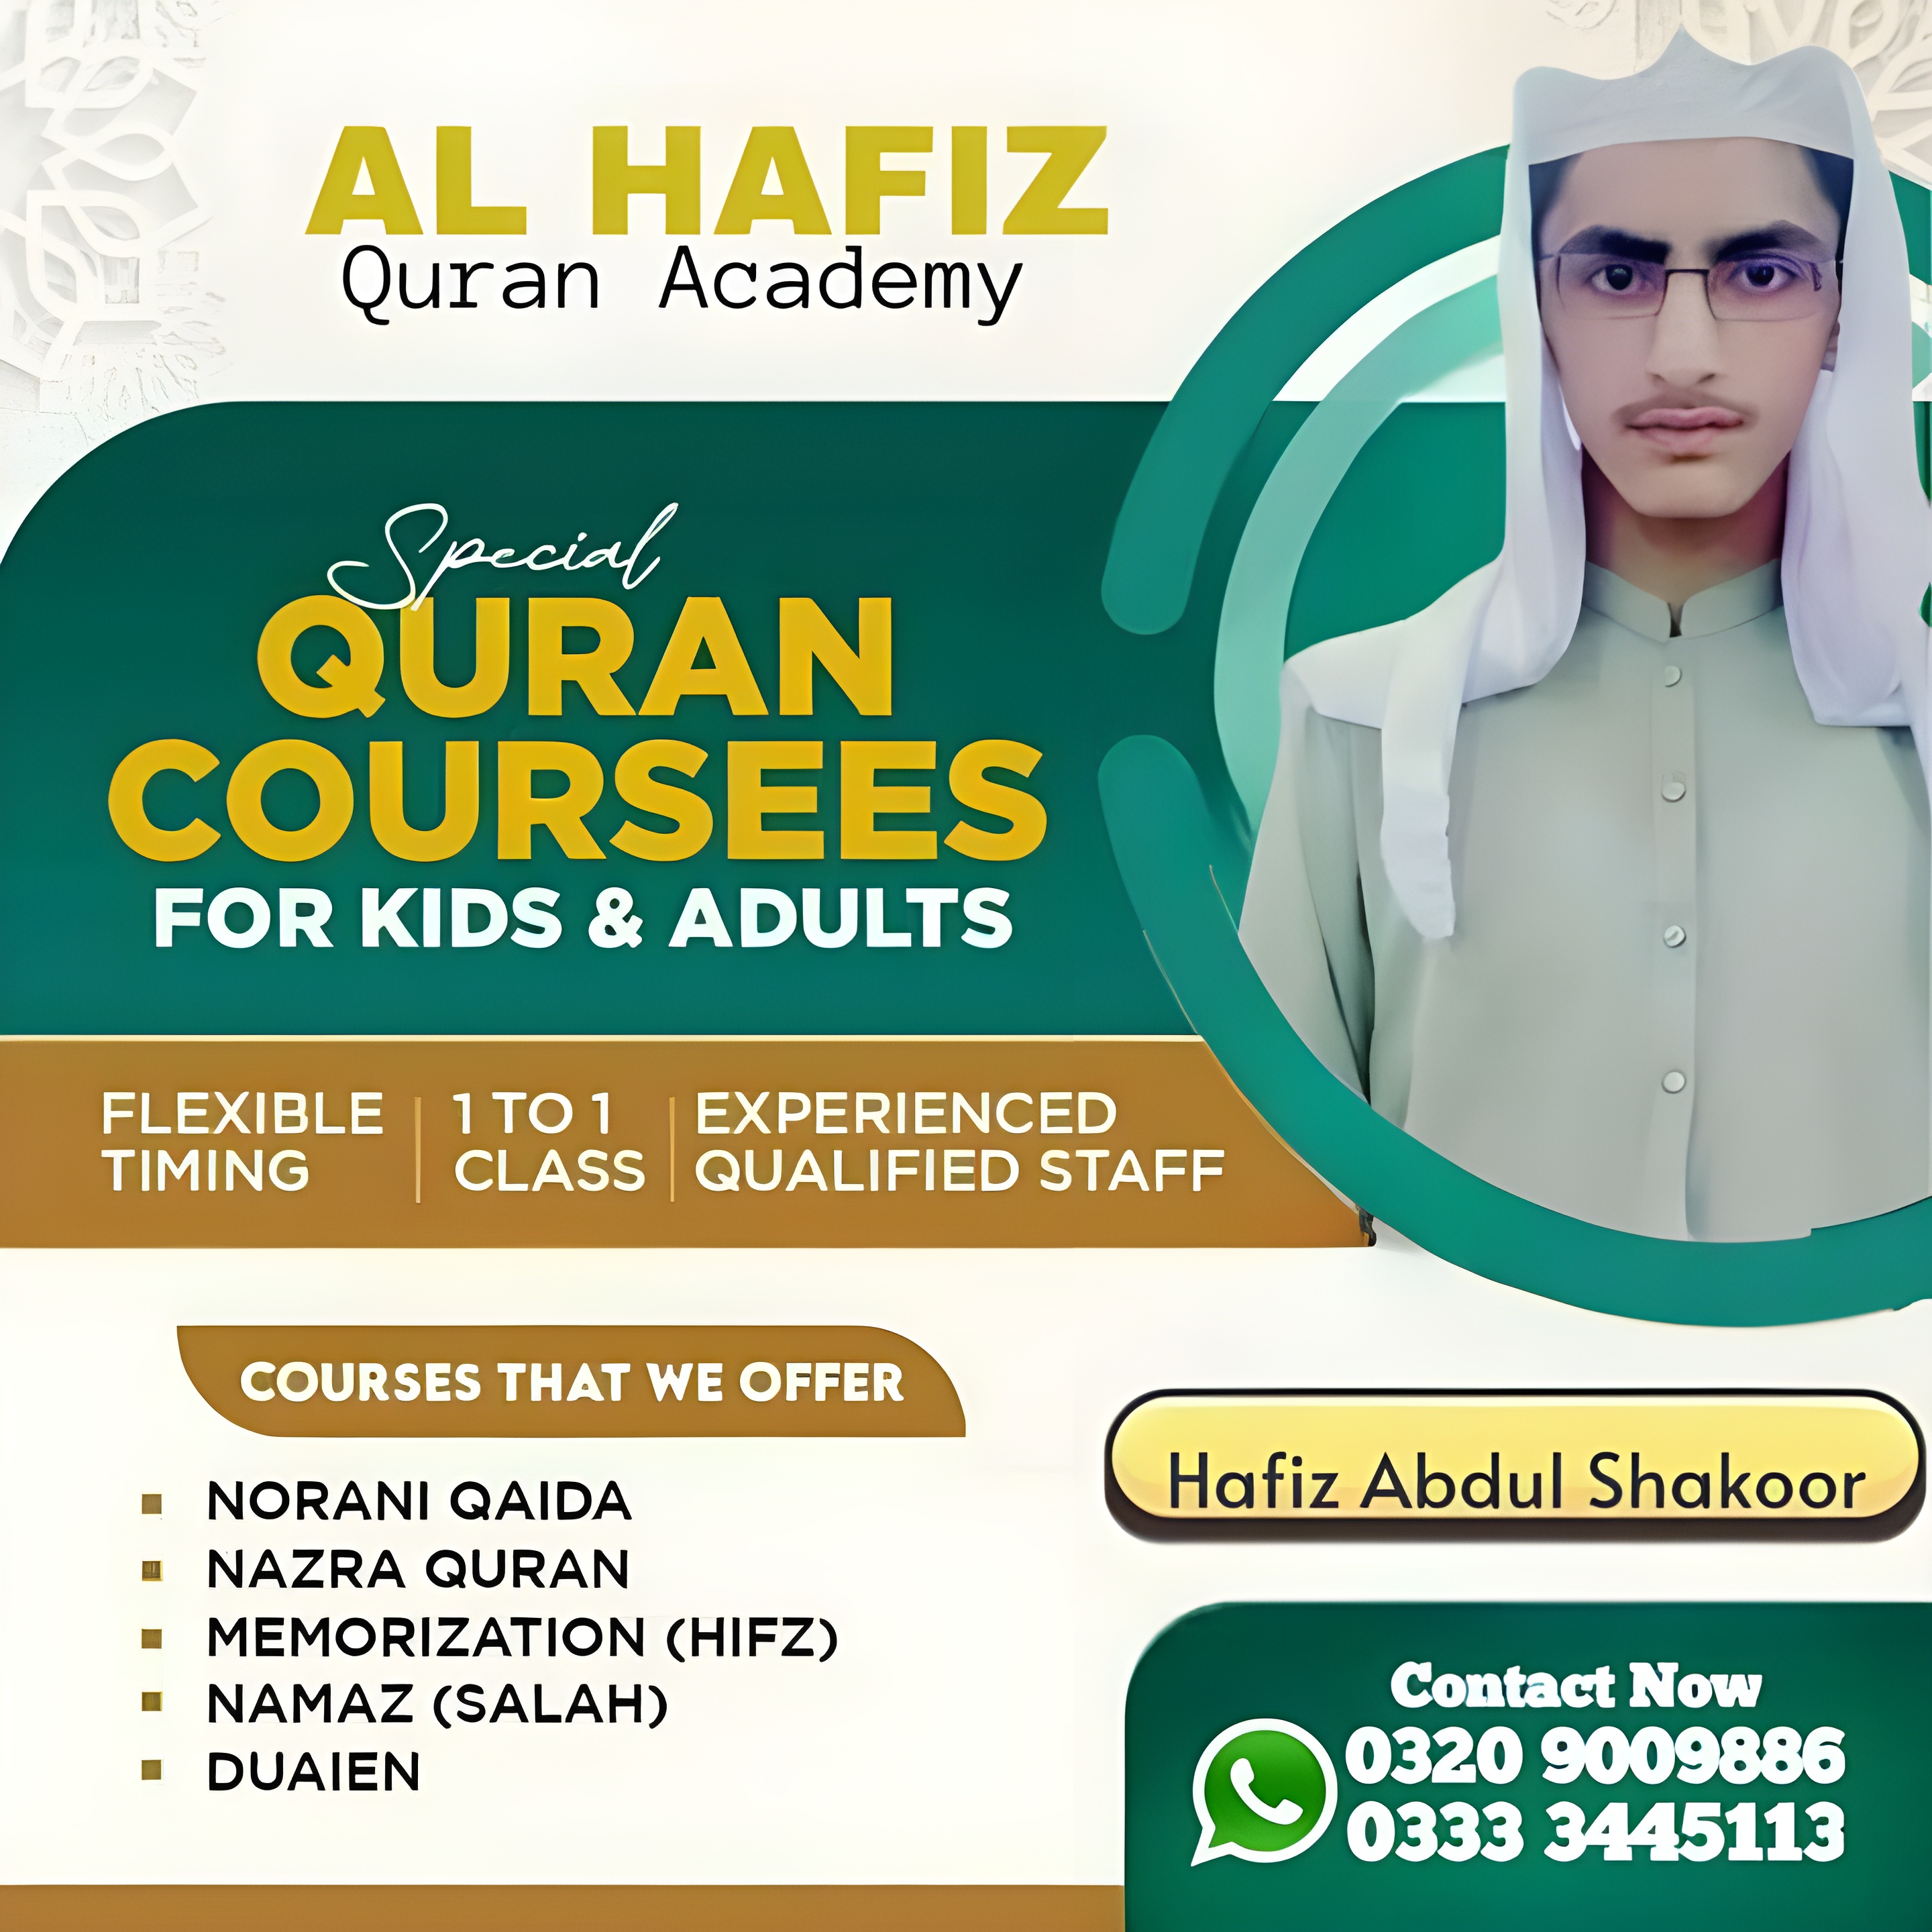 AL HAFIZ
Quran Academy
Special
QURAN
COURSEES
FOR KIDS & ADULTS
FLEXIBLE TIMING
1 TO 1 CLASS
EXPERIENCED QUALIFIED STAFF
COURSES THAT WE OFFER
NORANI QAIDA
NAZRA QURAN
MEMORIZATION (HIFZ)
NAMAZ (SALAH)
DUAIEN
Hafiz Abdul Shakoor
Contact Now
0320 9009886
0333 3445113